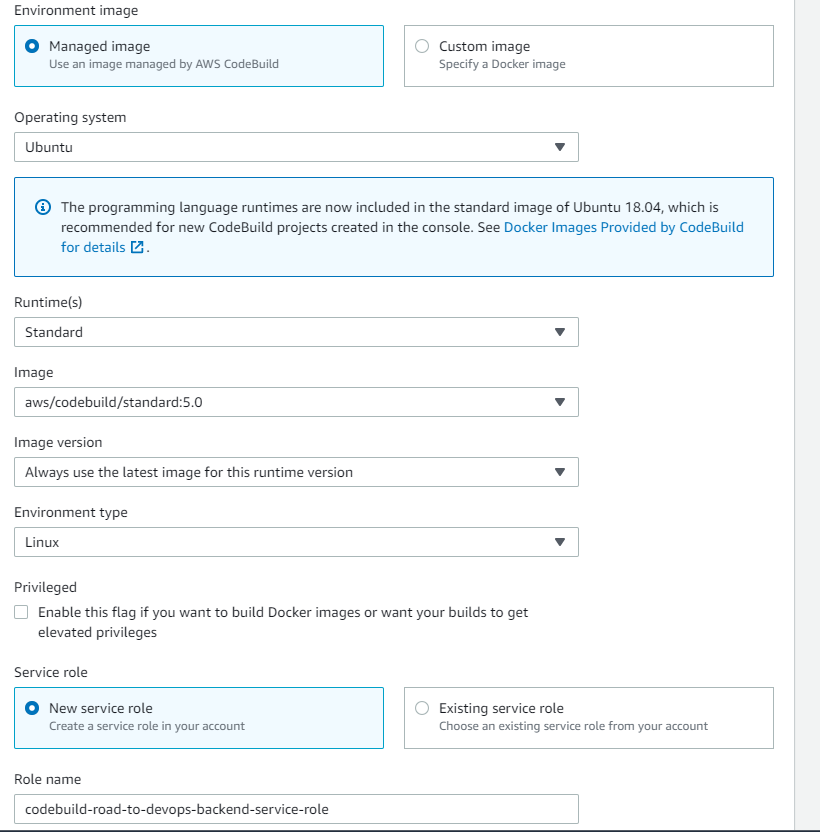 Environment image
Managed image
Use an image managed by AWS CodeBuild
Custom image
Specify a Docker image
Operating system
Ubuntu
The programming language runtimes are now included in the standard image of Ubuntu 18.04, which is
recommended for new CodeBuild projects created in the console. See Docker Images Provided by CodeBuild
for details .
Runtime(s)
Standard
Image
aws/codebuild/standard:5.0
Image version
Always use the latest image for this runtime version
Environment type
Linux
Privileged
Enable this flag if you want to build Docker images or want your builds to get
elevated privileges
Service role
New service role
Create a service role in your account
Existing service role
Choose an existing service role from your account
Role name
codebuild-road-to-devops-backend-service-role